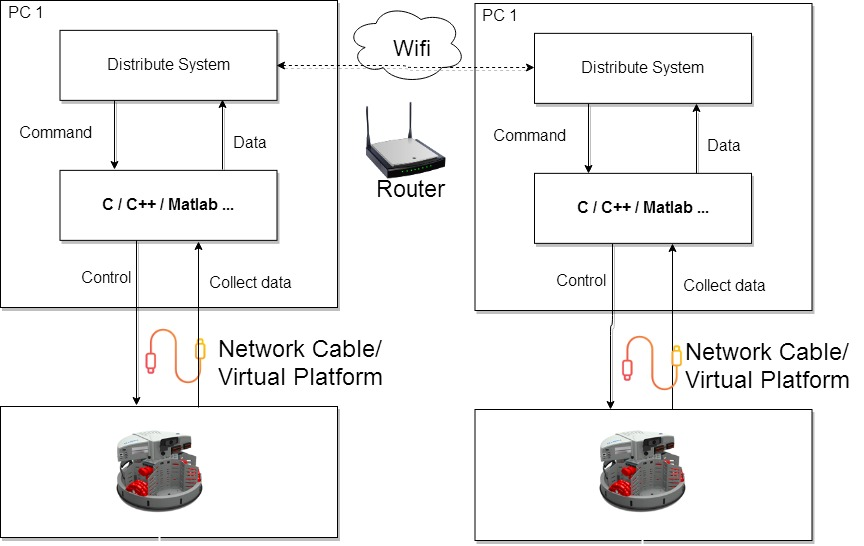 PC 1
Distribute System
Command
Data
C / C++ / Matlab ...
Control
Collect data
Network Cable/
Virtual Platform
Wifi
Router
PC 1
Distribute System
Command
Data
C / C++ / Matlab ...
Control
Collect data
Network Cable/
Virtual Platform